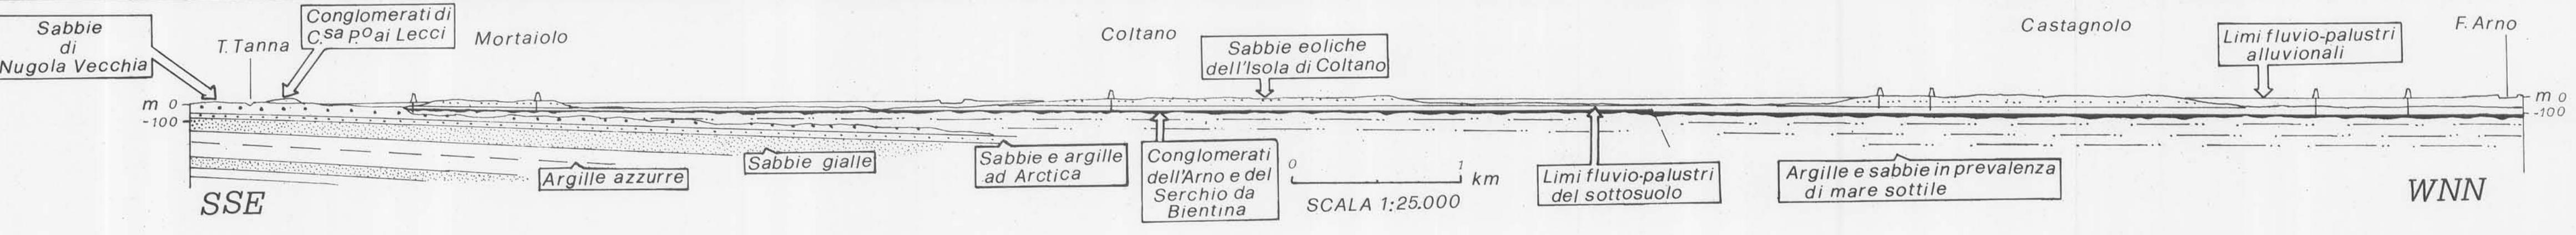 Sabbie
di
Nugola Vecchia
T. Tanna
Conglomerati di
C.sa P.o ai Lecci
Mortaiolo
Coltano
Sabbie eoliche
dell'Isola di Coltano
Castagnolo
Limi fluvio-palustri
alluvionali
F. Arno
m 0
-100
m 0
-100
Argille azzurre
Sabbie gialle
Sabbie e argille
ad Arctica
Conglomerati
dell'Arno e del
Serchio da
Bientina
0 1 km
SCALA 1:25.000
Limi fluvio-palustri
del sottosuolo
Argille e sabbie in prevalenza
di mare sottile
SSE
WNN